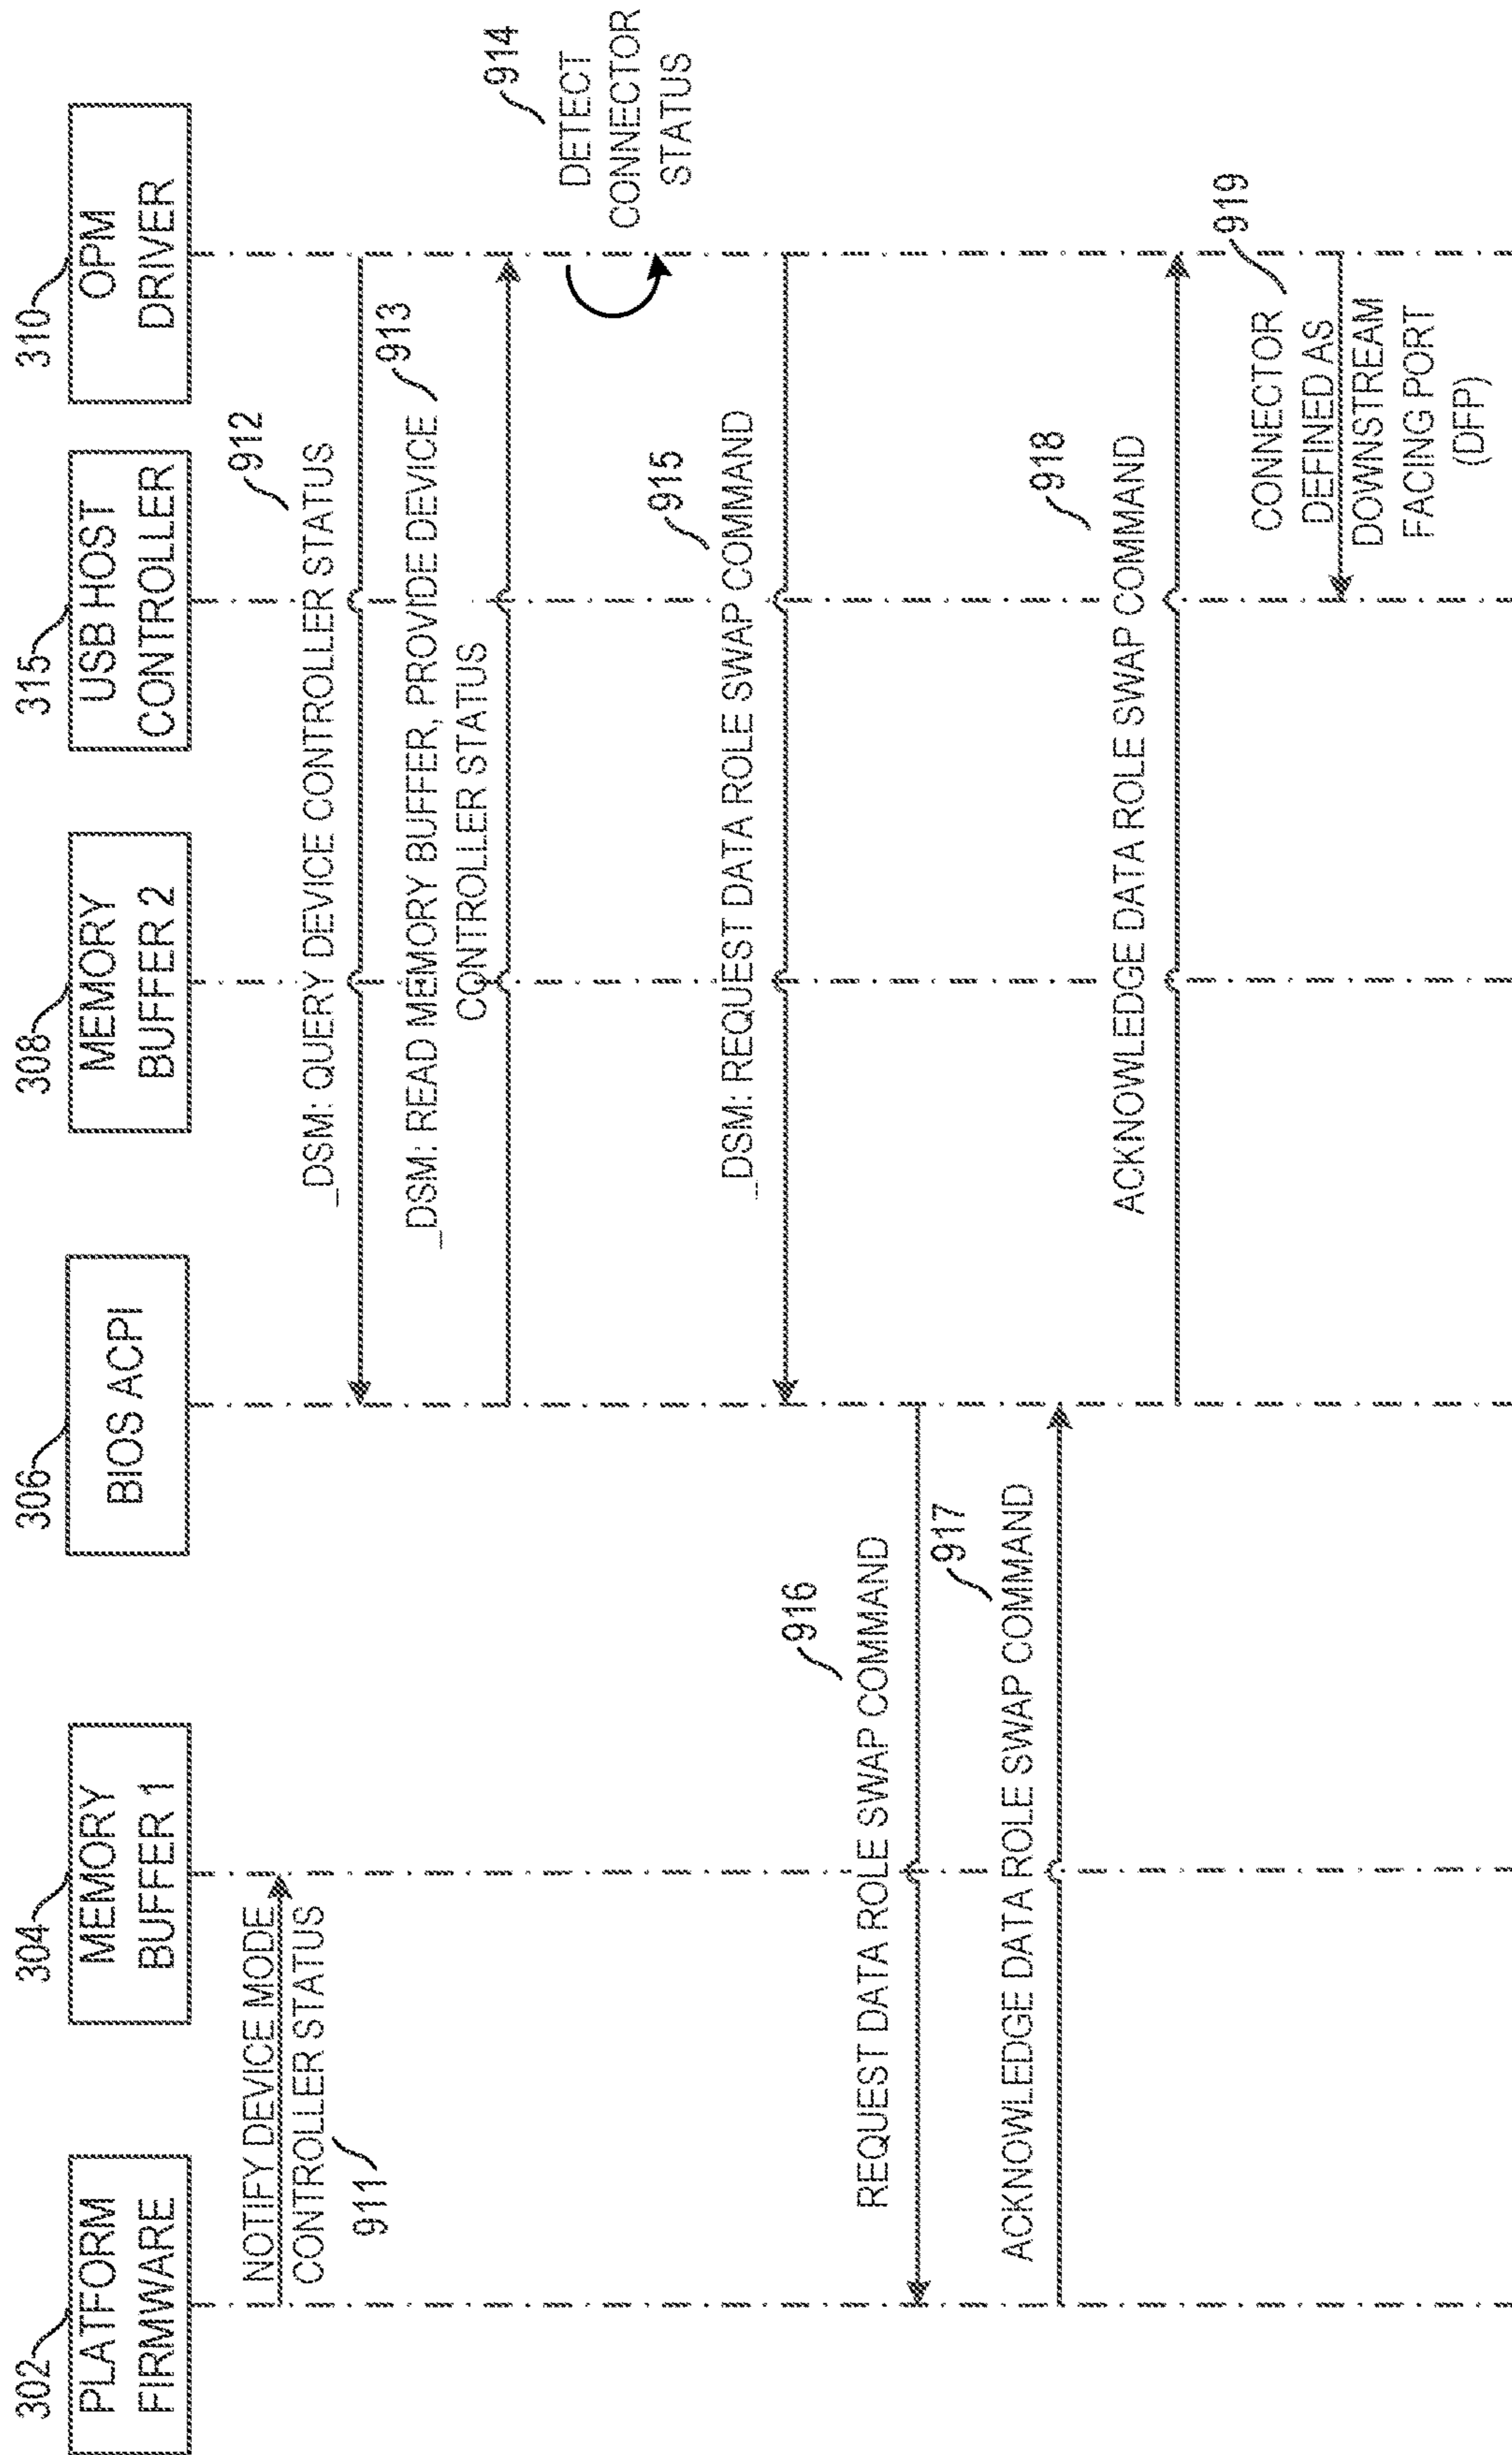 302
PLATFORM
FIRMWARE
304
MEMORY
BUFFER 1
306
BIOS ACPI
308
MEMORY
BUFFER 2
315
USB HOST
CONTROLLER
310
OPM
DRIVER
NOTIFY DEVICE MODE
CONTROLLER STATUS
911
912
_DSM: QUERY DEVICE CONTROLLER STATUS
913
_DSM: READ MEMORY BUFFER, PROVIDE DEVICE
CONTROLLER STATUS
914
DETECT
CONNECTOR
STATUS
915
_DSM: REQUEST DATA ROLE SWAP COMMAND
916
REQUEST DATA ROLE SWAP COMMAND
917
ACKNOWLEDGE DATA ROLE SWAP COMMAND
918
ACKNOWLEDGE DATA ROLE SWAP COMMAND
919
CONNECTOR
DEFINED AS
DOWNSTREAM
FACING PORT
(DFP)